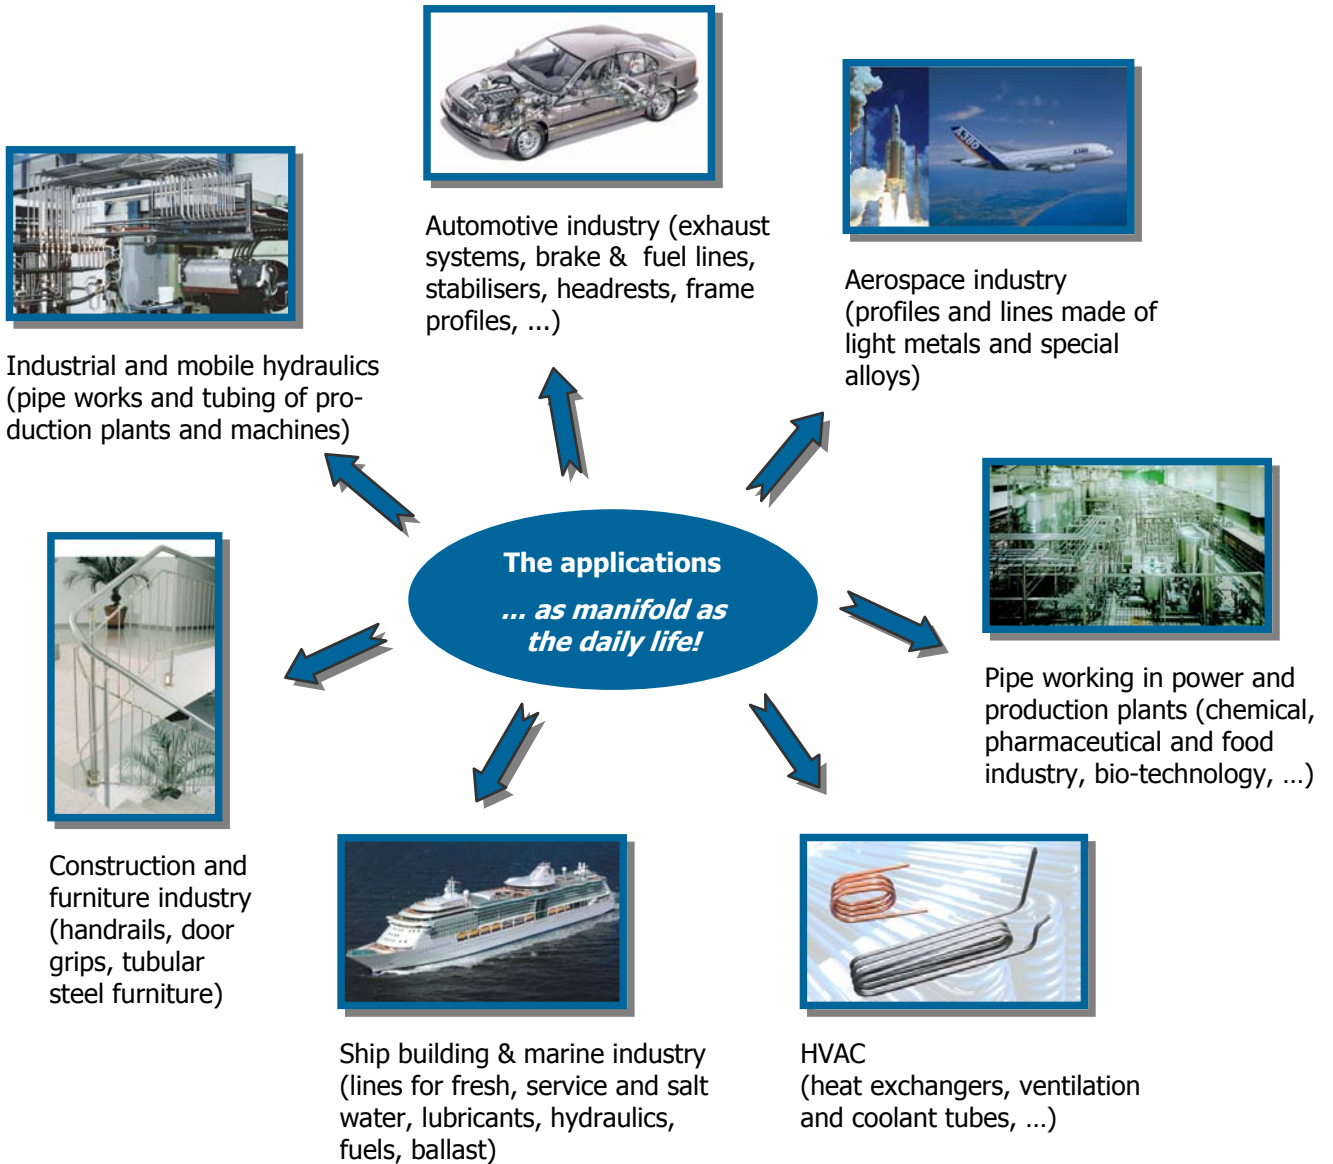 Automotive industry (exhaust
systems, brake & fuel lines,
stabilisers, headrests, frame
profiles, ...)
A380
A380
Aerospace industry
(profiles and lines made of
light metals and special
alloys)
Industrial and mobile hydraulics
(pipe works and tubing of pro-
duction plants and machines)
The applications
... as manifold as
the daily life!
Pipe working in power and
production plants (chemical,
pharmaceutical and food
industry, bio-technology, ...)
Construction and
furniture industry
(handrails, door
grips, tubular
steel furniture)
Ship building & marine industry
(lines for fresh, service and salt
water, lubricants, hydraulics,
fuels, ballast)
HVAC
(heat exchangers, ventilation
and coolant tubes, ...)